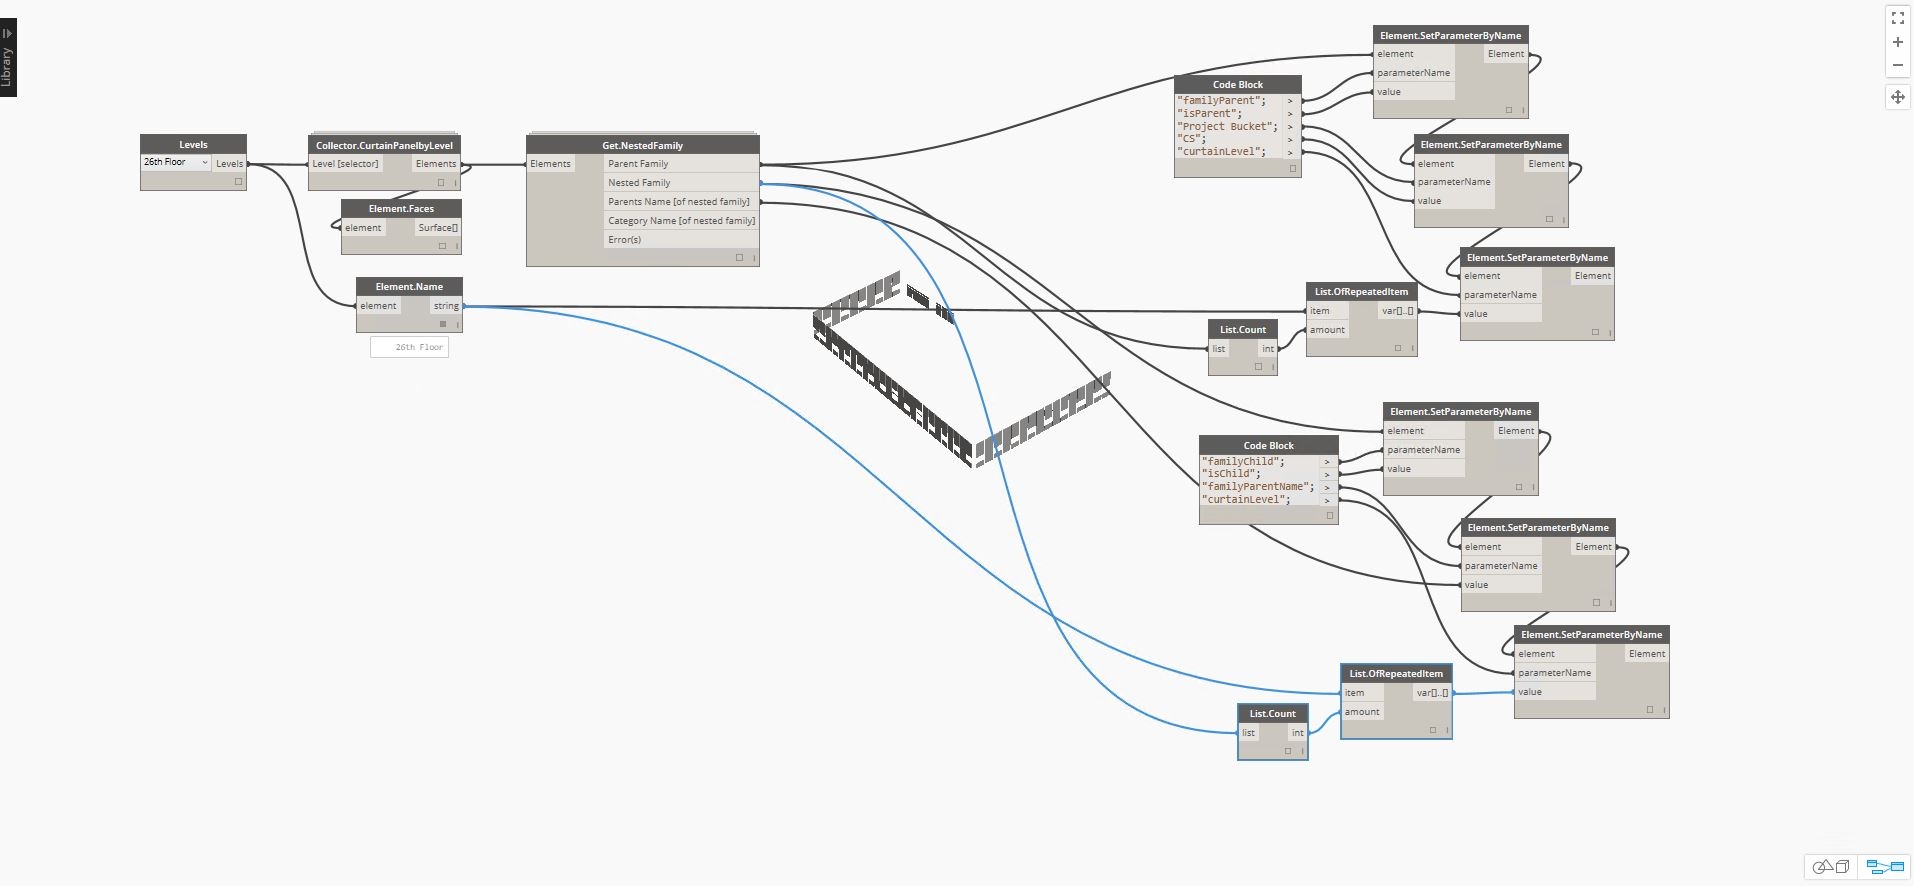 Library
Levels
26th Floor
Levels
Collector.CurtainPanelbyLevel
Level [selector]
Elements
Element.Faces
element
Surface[]
Element.Name
element
string
26th Floor
Get.NestedFamily
Elements
Parent Family
Nested Family
Parents Name [of nested family]
Category Name [of nested family]
Error(s)
Code Block
"familyParent"; >
"isParent"; >
"Project Bucket"; >
"CS"; >
"curtainLevel"; >
Element.SetParameterByName
element
Element
parameterName
value
Element.SetParameterByName
element
Element
parameterName
value
Element.SetParameterByName
element
Element
parameterName
value
List.OfRepeatedItem
item
var[]..[]
amount
List.Count
list
int
Code Block
"familyChild"; >
"isChild"; >
"familyParentName"; >
"curtainLevel"; >
Element.SetParameterByName
element
Element
parameterName
value
Element.SetParameterByName
element
Element
parameterName
value
Element.SetParameterByName
element
Element
parameterName
value
List.OfRepeatedItem
item
var[]..[]
amount
List.Count
list
int